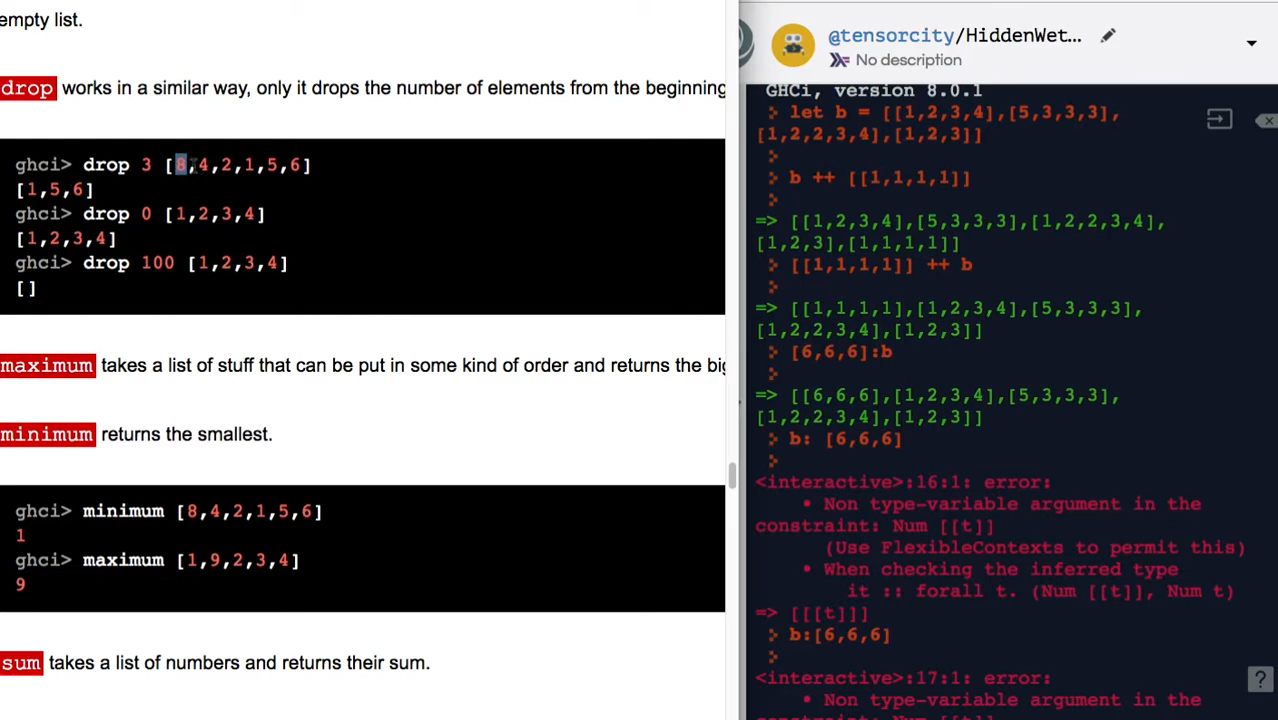 empty list.
drop works in a similar way, only it drops the number of elements from the beginning
ghci> drop 3 [8,4,2,1,5,6]
[1,5,6]
ghci> drop 0 [1,2,3,4]
[1,2,3,4]
ghci> drop 100 [1,2,3,4]
[]
maximum takes a list of stuff that can be put in some kind of order and returns the
minimum returns the smallest.
ghci> minimum [8,4,2,1,5,6]
1
ghci> maximum [1,9,2,3,4]
9
sum takes a list of numbers and returns their sum.
@tensorcity/HiddenWet...
No description
GHCi, version 8.0.1
let b = [[1,2,3,4],[5,3,3,3],
[1,2,2,3,4],[1,2,3]]
b ++ [[1,1,1,1]]
=> [[1,2,3,4],[5,3,3,3],[1,2,2,3,4],
[1,2,3],[1,1,1,1]]
[[1,1,1,1]] ++ b
=> [[1,1,1,1],[1,2,3,4],[5,3,3,3],
[1,2,2,3,4],[1,2,3]]
[6,6,6]:b
=> [[6,6,6],[1,2,3,4],[5,3,3,3],
[1,2,2,3,4],[1,2,3]]
b: [6,6,6]
<interactive>:16:1: error:
• Non type-variable argument in the
constraint: Num [[t]]
(Use FlexibleContexts to permit this)
• When checking the inferred type
it :: forall t. (Num [[t]], Num t)
=> [[[t]]]
b:[6,6,6]
<interactive>:17:1: error:
• Non type-variable argument in the
constraint: Num [[t]]
?